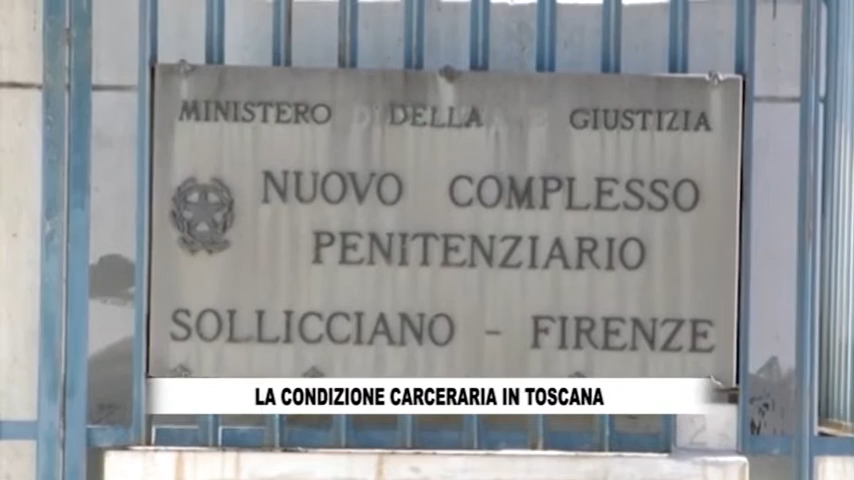 MINISTERO DELLA GIUSTIZIA
NUOVO COMPLESSO
PENITENZIARIO
SOLLICCIANO - FIRENZE
LA CONDIZIONE CARCERARIA IN TOSCANA